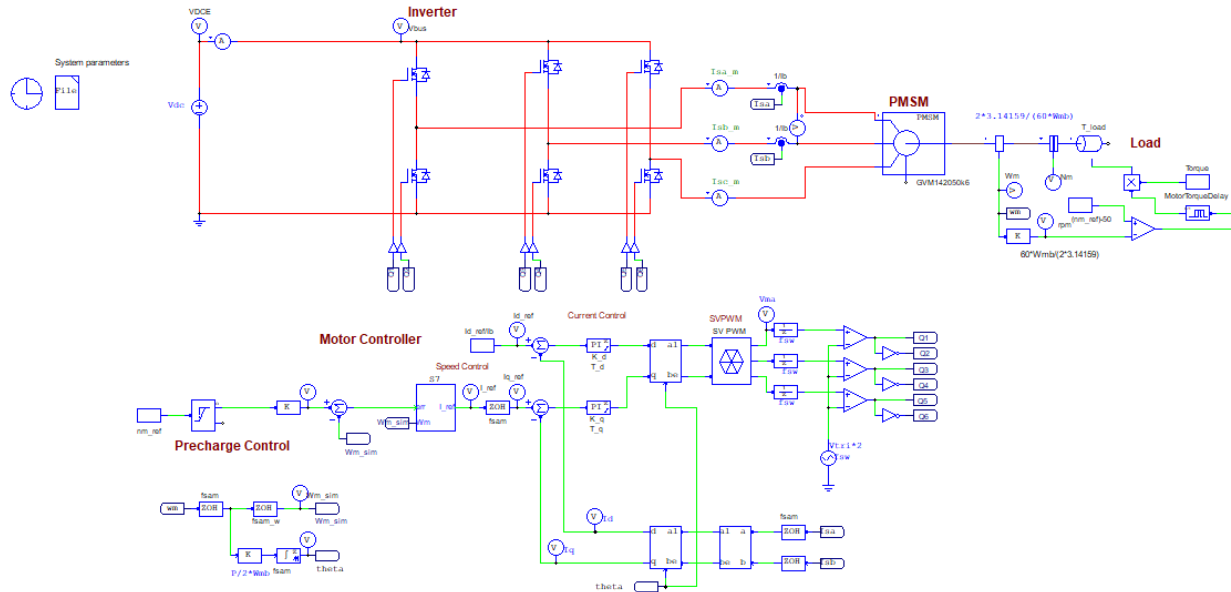 VDCE
V
A
Inverter
V
Vbus
System parameters
File
Vdc
Isa_m
A
1/Ib
Isa
V
Isb_m
A
1/Ib
Isb
Isc_m
A
PMSM
PMSM
GVM142050k6
2*3.14159/(60*Wmb)
T_load
Load
Wm
V
V
Nm
Torque
MotorTorqueDelay
wm
V
rpm
(nm_ref)-50
K
60*Wmb/(2*3.14159)
Motor Controller
Id_ref/Ib
Id_ref
V
Current Control
PI
K_d
T_d
d
al
q
be
SVPWM
SV PWM
Vma
V
fsw
fsw
fsw
Q1
Q2
Q3
Q4
Q5
Q6
Vtri*2
fsw
nm_ref
K
V
Wm_sim
Speed Control
S7
err
I_ref
Wm_sim
Wm
I_ref
V
ZOH
fsam
Iq_ref
V
PI
K_q
T_q
Precharge Control
wm
fsam
ZOH
ZOH
fsam_w
V
Wm_sim
Wm_sim
K
P/2*Wmb
fsam
V
theta
V
Id
V
Iq
d
al
q
be
al
a
be
b
fsam
ZOH
Isa
ZOH
Isb
theta